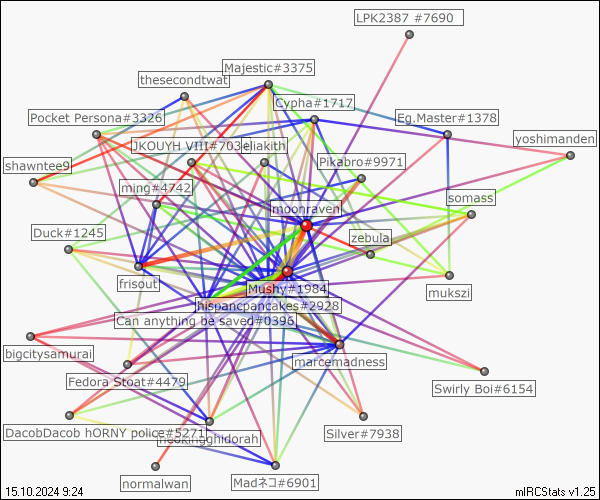 LPK2387 #7690
Majestic#3375
thesecondtwat
Cypha#1717
Pocket Persona#3326
Eg.Master#1378
yoshimanden
JKOUYH VIII#703
eliakith
Pikabro#9971
shawntee9
ming#4742
somass
moonraven
Duck#1245
zebula
frisout
Mushy#1984
mukszi
hispancpancakes#2928
Can anything be saved#0396
bigcitysamurai
marcemadness
Fedora Stoat#4479
Swirly Boi#6154
DacobDacob hORNY police#5271
Silver#7938
normalwan
Madネコ#6901
15.10.2024 9:24
mIRCStats v1.25